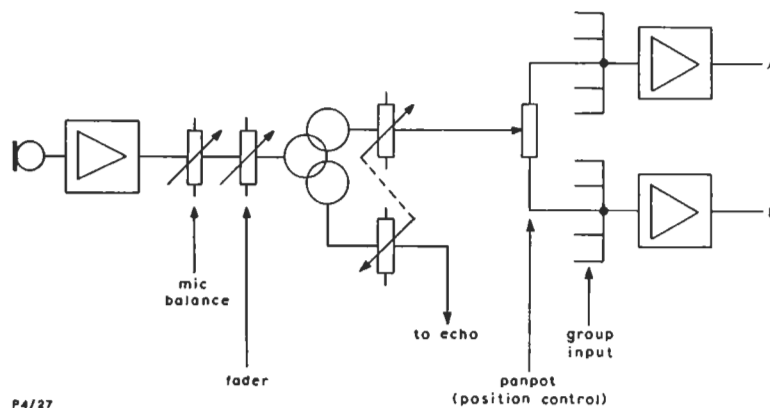 mic
balance
fader
to echo
panpot
(position control)
group
input
P4/27